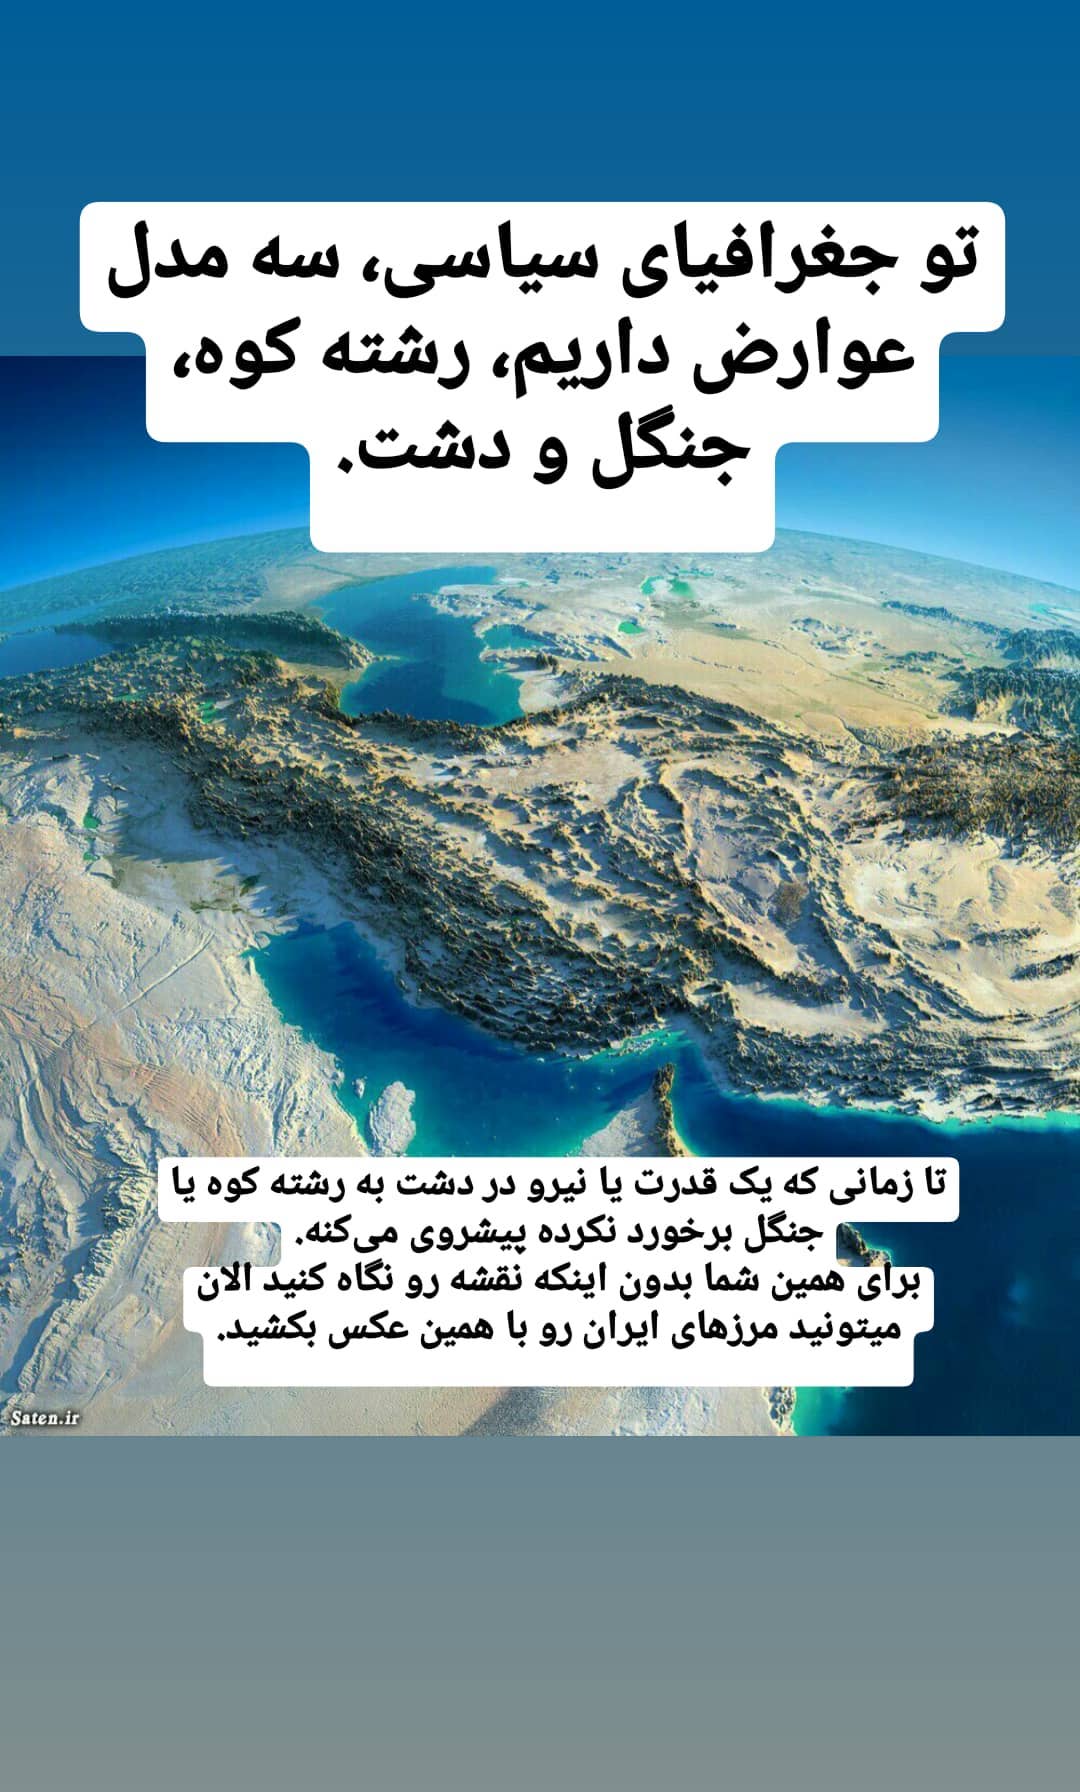 تو جغرافیای سیاسی، سه مدل
عوارض داریم، رشته کوه،
جنگل و دشت.
تا زمانی که یک قدرت یا نیرو در دشت به رشته کوه یا
جنگل برخورد نکرده پیشروی می‌کنه.
برای همین شما بدون اینکه نقشه رو نگاه کنید الان
میتونید مرزهای ایران رو با همین عکس بکشید.
Saten.ir